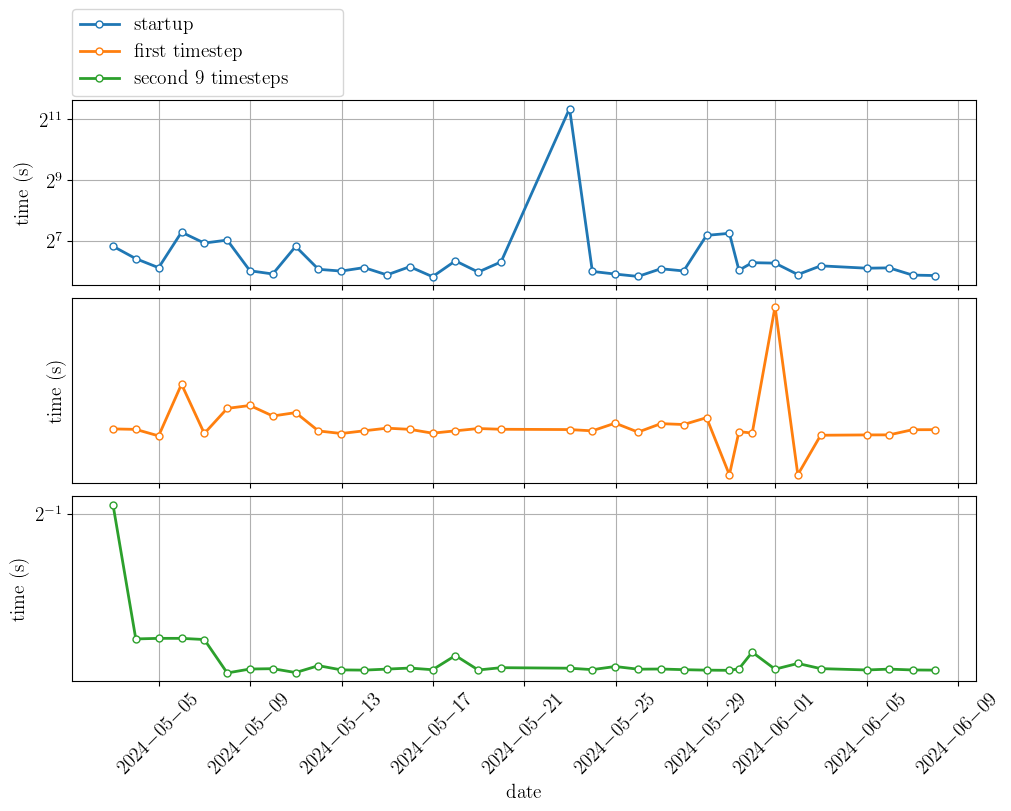 startup
first timestep
second 9 timesteps
2^11
2^9
2^7
time (s)
time (s)
2^−1
time (s)
2024−05−05
2024−05−09
2024−05−13
2024−05−17
2024−05−21
2024−05−25
2024−05−29
2024−06−01
2024−06−05
2024−06−09
date